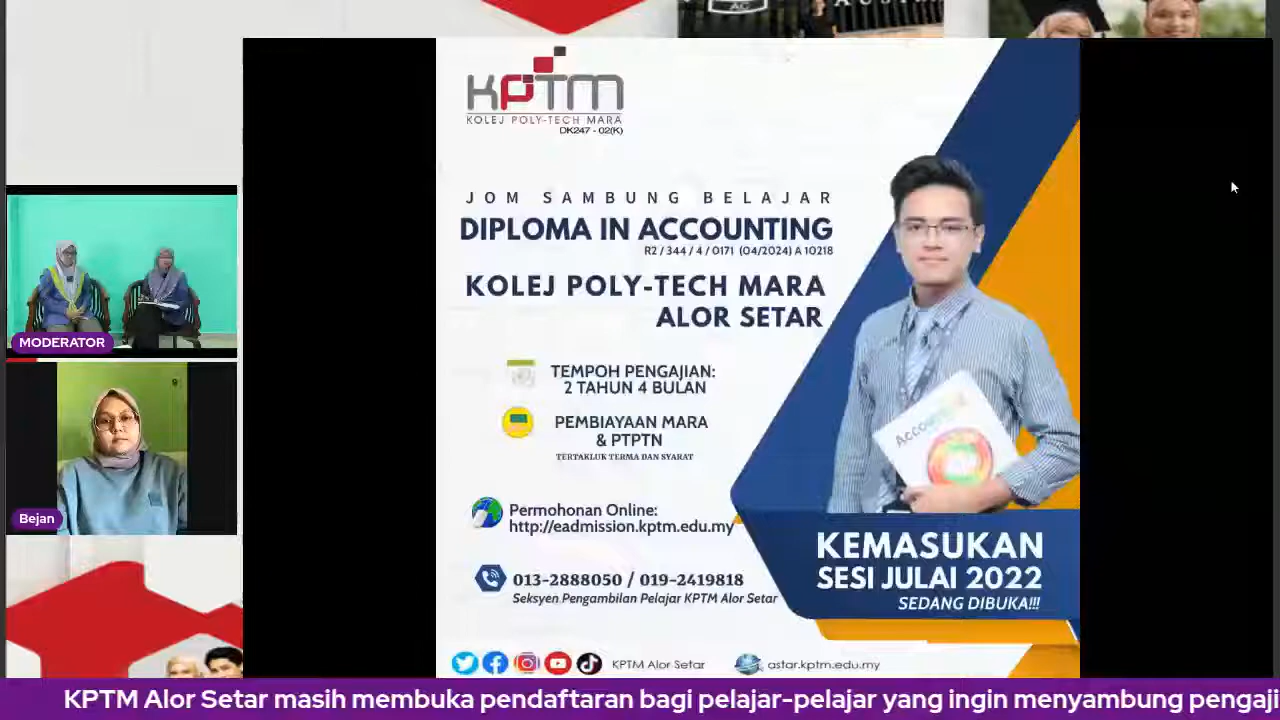 KPTM
KOLEJ POLY-TECH MARA
DK247 - 02(K)
JOM SAMBUNG BELAJAR
DIPLOMA IN ACCOUNTING
R2 / 344 / 4 / 0171 (04/2024) A 10218
KOLEJ POLY-TECH MARA
ALOR SETAR
TEMPOH PENGAJIAN:
2 TAHUN 4 BULAN
PEMBIAYAAN MARA
& PTPTN
TERTAKLUK TERMA DAN SYARAT
Permohonan Online:
http://eadmission.kptm.edu.my
013-2888050 / 019-2419818
Seksyen Pengambilan Pelajar KPTM Alor Setar
KEMASUKAN
SESI JULAI 2022
SEDANG DIBUKA!!!
KPTM Alor Setar
astar.kptm.edu.my
MODERATOR
Bejan
KPTM Alor Setar masih membuka pendaftaran bagi pelajar-pelajar yang ingin menyambung pengaji